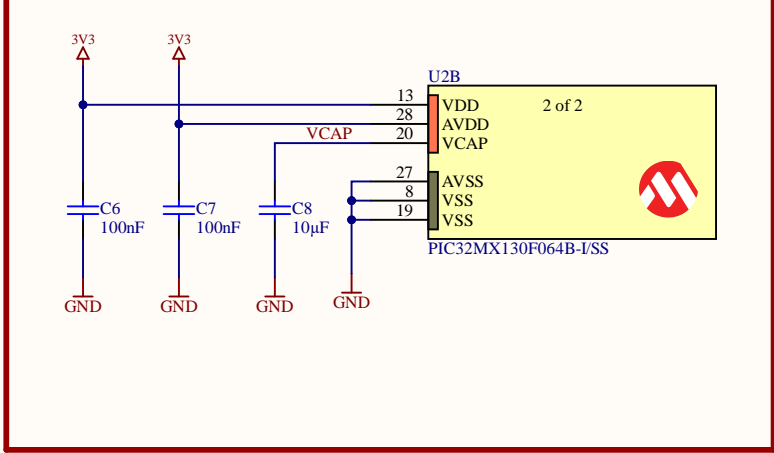 3V3 3V3
U2B
13 VDD 2 of 2
28 AVDD
VCAP 20 VCAP
27 AVSS
8 VSS
19 VSS
C6 C7 C8
100nF 100nF 10µF
PIC32MX130F064B-I/SS
GND GND GND GND